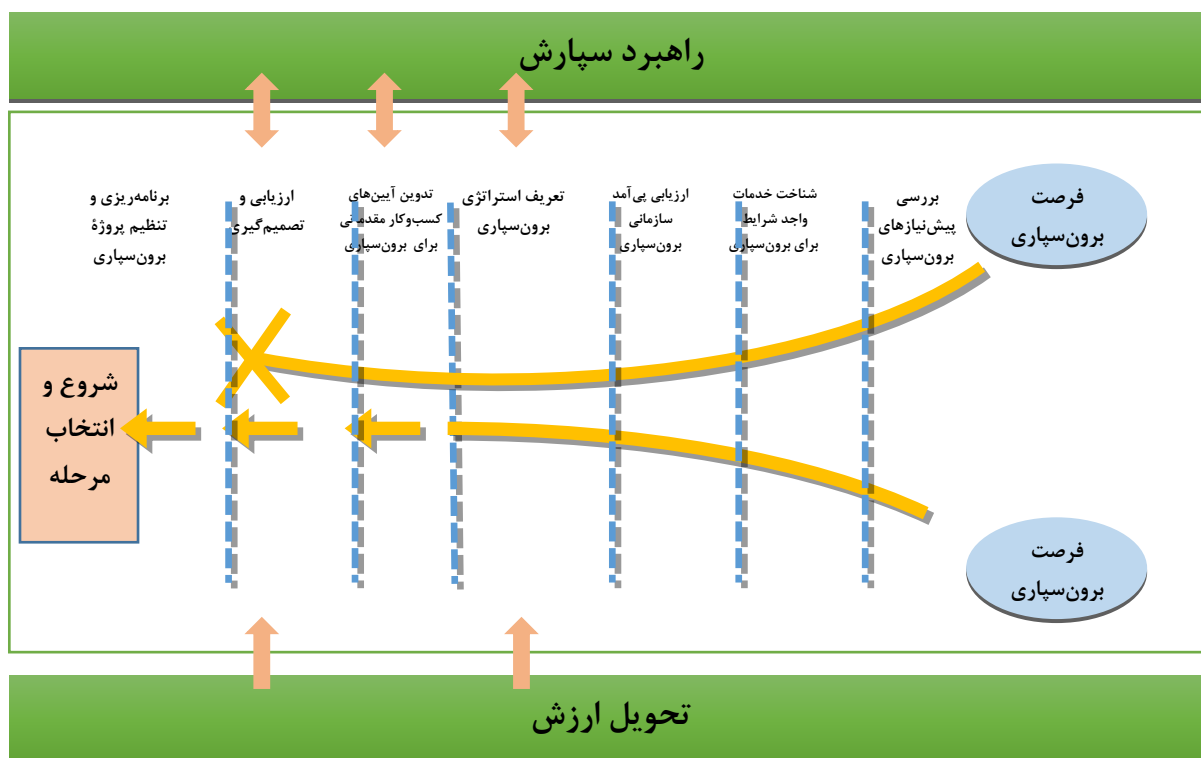 راهبرد سپارش
فرصت
برون‌سپاری
بررسی
پیش‌نیازهای
برون‌سپاری
شناخت خدمات
واجد شرایط
برای برون‌سپاری
ارزیابی پی‌آمد
سازمانی
برون‌سپاری
تعریف استراتژی
برون‌سپاری
تدوین آیین‌های
کسب‌وکار مقدماتی
برای برون‌سپاری
ارزیابی و
تصمیم‌گیری
برنامه‌ریزی و
تنظیم پروژهٔ
برون‌سپاری
شروع و
انتخاب
مرحله
فرصت
برون‌سپاری
تحویل ارزش